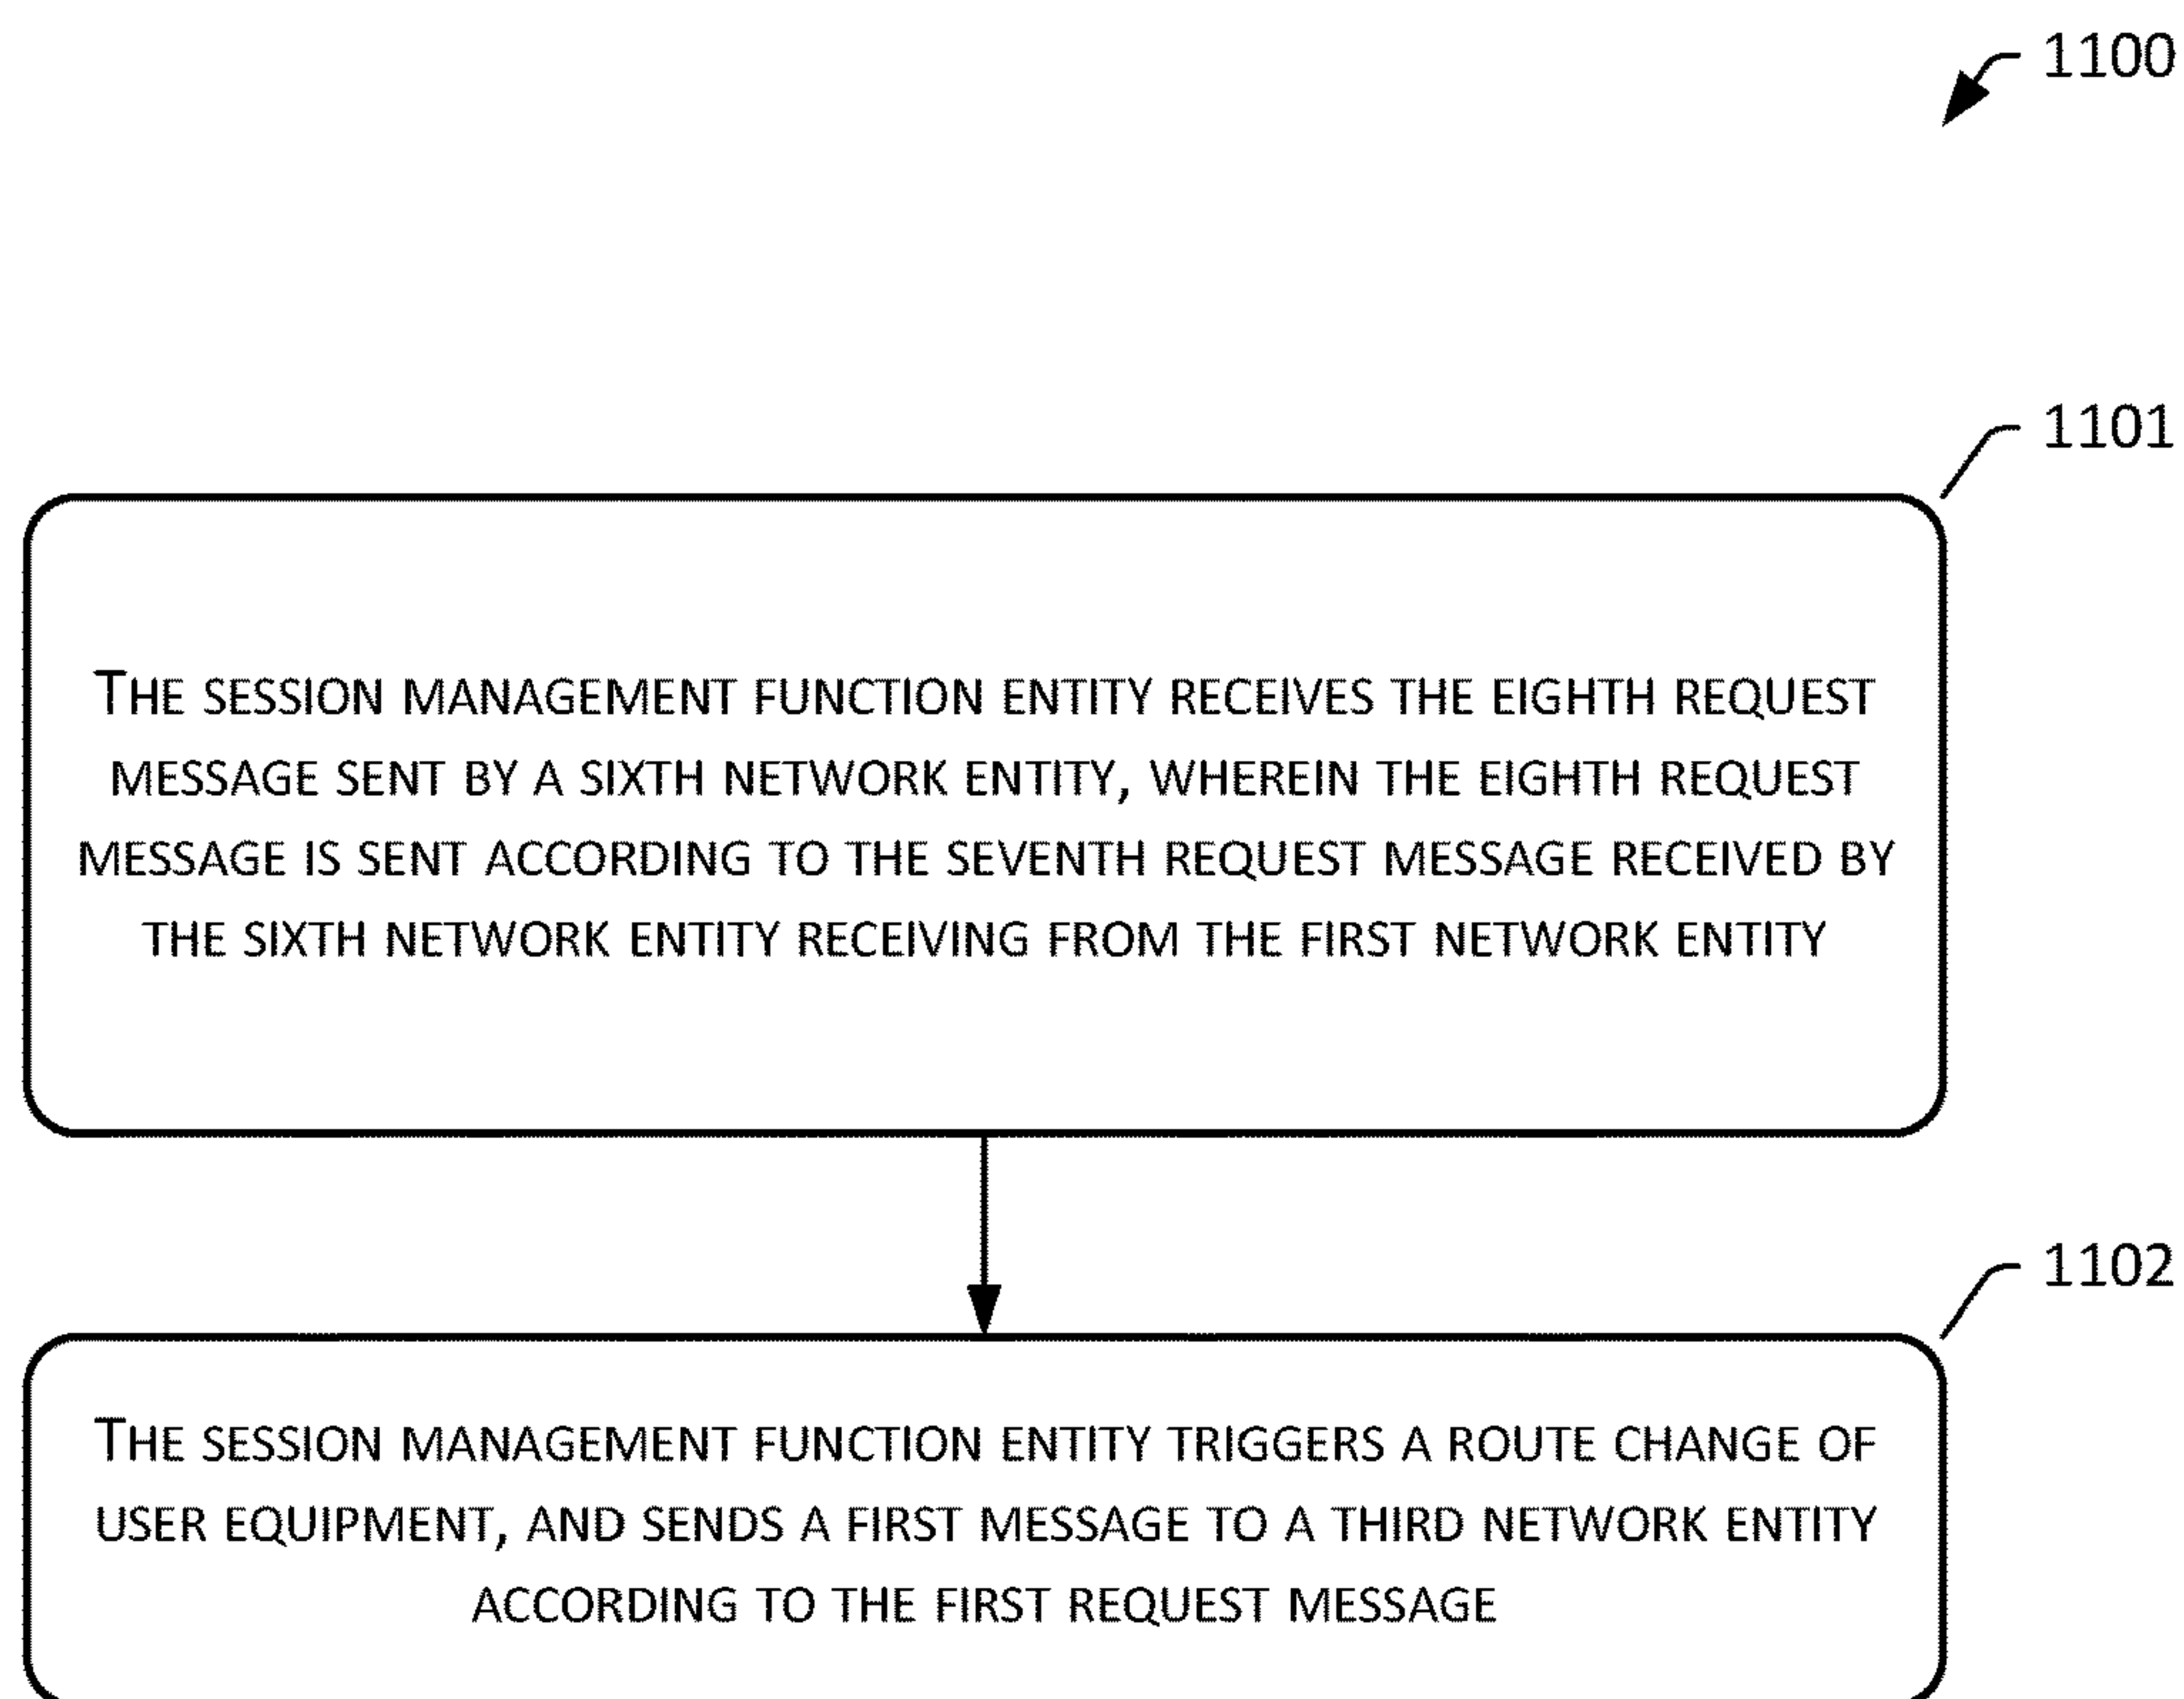 1100
1101
THE SESSION MANAGEMENT FUNCTION ENTITY RECEIVES THE EIGHTH REQUEST
MESSAGE SENT BY A SIXTH NETWORK ENTITY, WHEREIN THE EIGHTH REQUEST
MESSAGE IS SENT ACCORDING TO THE SEVENTH REQUEST MESSAGE RECEIVED BY
THE SIXTH NETWORK ENTITY RECEIVING FROM THE FIRST NETWORK ENTITY
1102
THE SESSION MANAGEMENT FUNCTION ENTITY TRIGGERS A ROUTE CHANGE OF
USER EQUIPMENT, AND SENDS A FIRST MESSAGE TO A THIRD NETWORK ENTITY
ACCORDING TO THE FIRST REQUEST MESSAGE